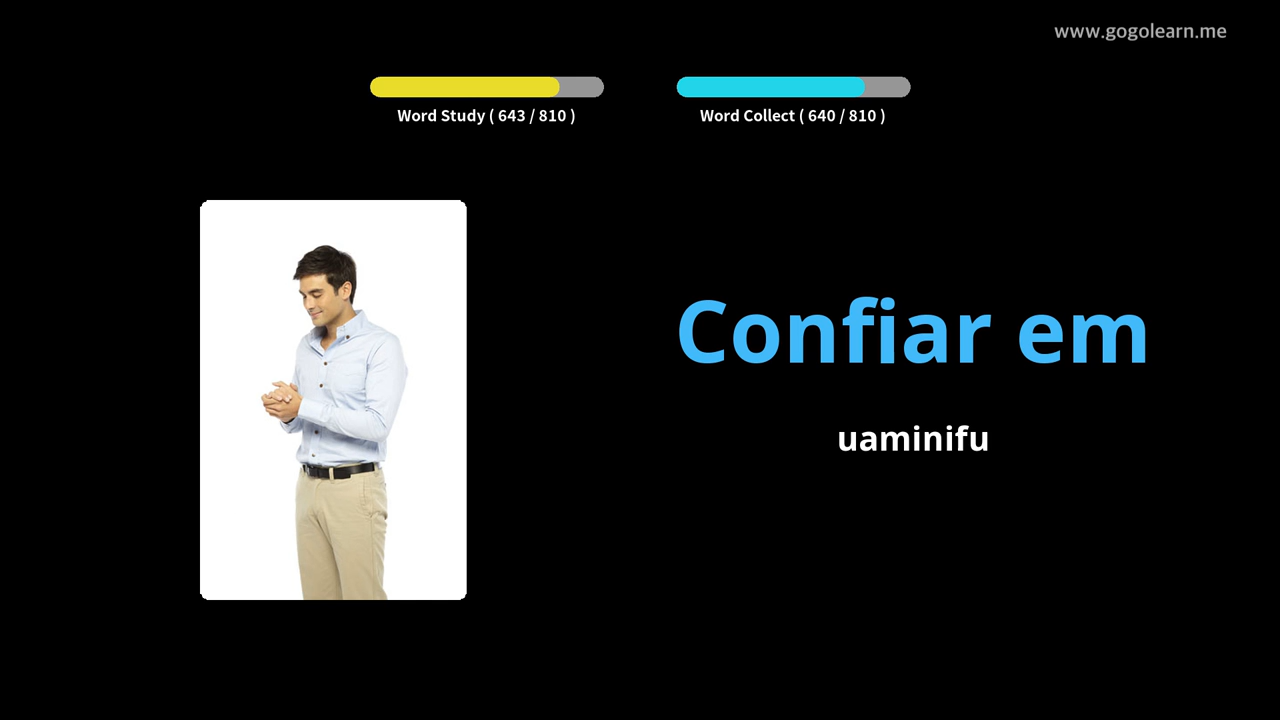 www.gogolearn.me
Word Study ( 643 / 810 )
Word Collect ( 640 / 810 )
Confiar em
uaminifu